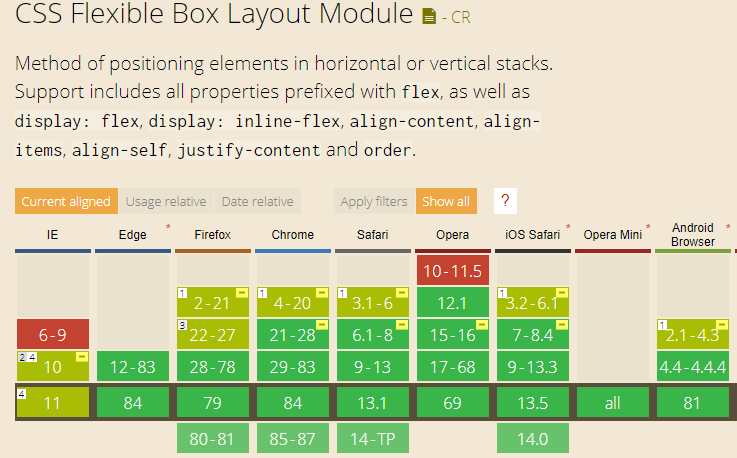 CSS Flexible Box Layout Module - CR
Method of positioning elements in horizontal or vertical stacks.
Support includes all properties prefixed with flex, as well as
display: flex, display: inline-flex, align-content, align-
items, align-self, justify-content and order.
Current aligned Usage relative Date relative Apply filters Show all ?
IE Edge * Firefox Chrome Safari Opera iOS Safari * Opera Mini * Android Browser *
10-11.5
1 2-21 1 4-20 1 3.1-6 12.1 1 3.2-6.1
6-9 3 22-27 21-28 6.1-8 15-16 7-8.4 1 2.1-4.3
2 4 10 12-83 28-78 29-83 9-13 17-68 9-13.3 4.4-4.4.4
4 11 84 79 84 13.1 69 13.5 all 81
80-81 85-87 14-TP 14.0